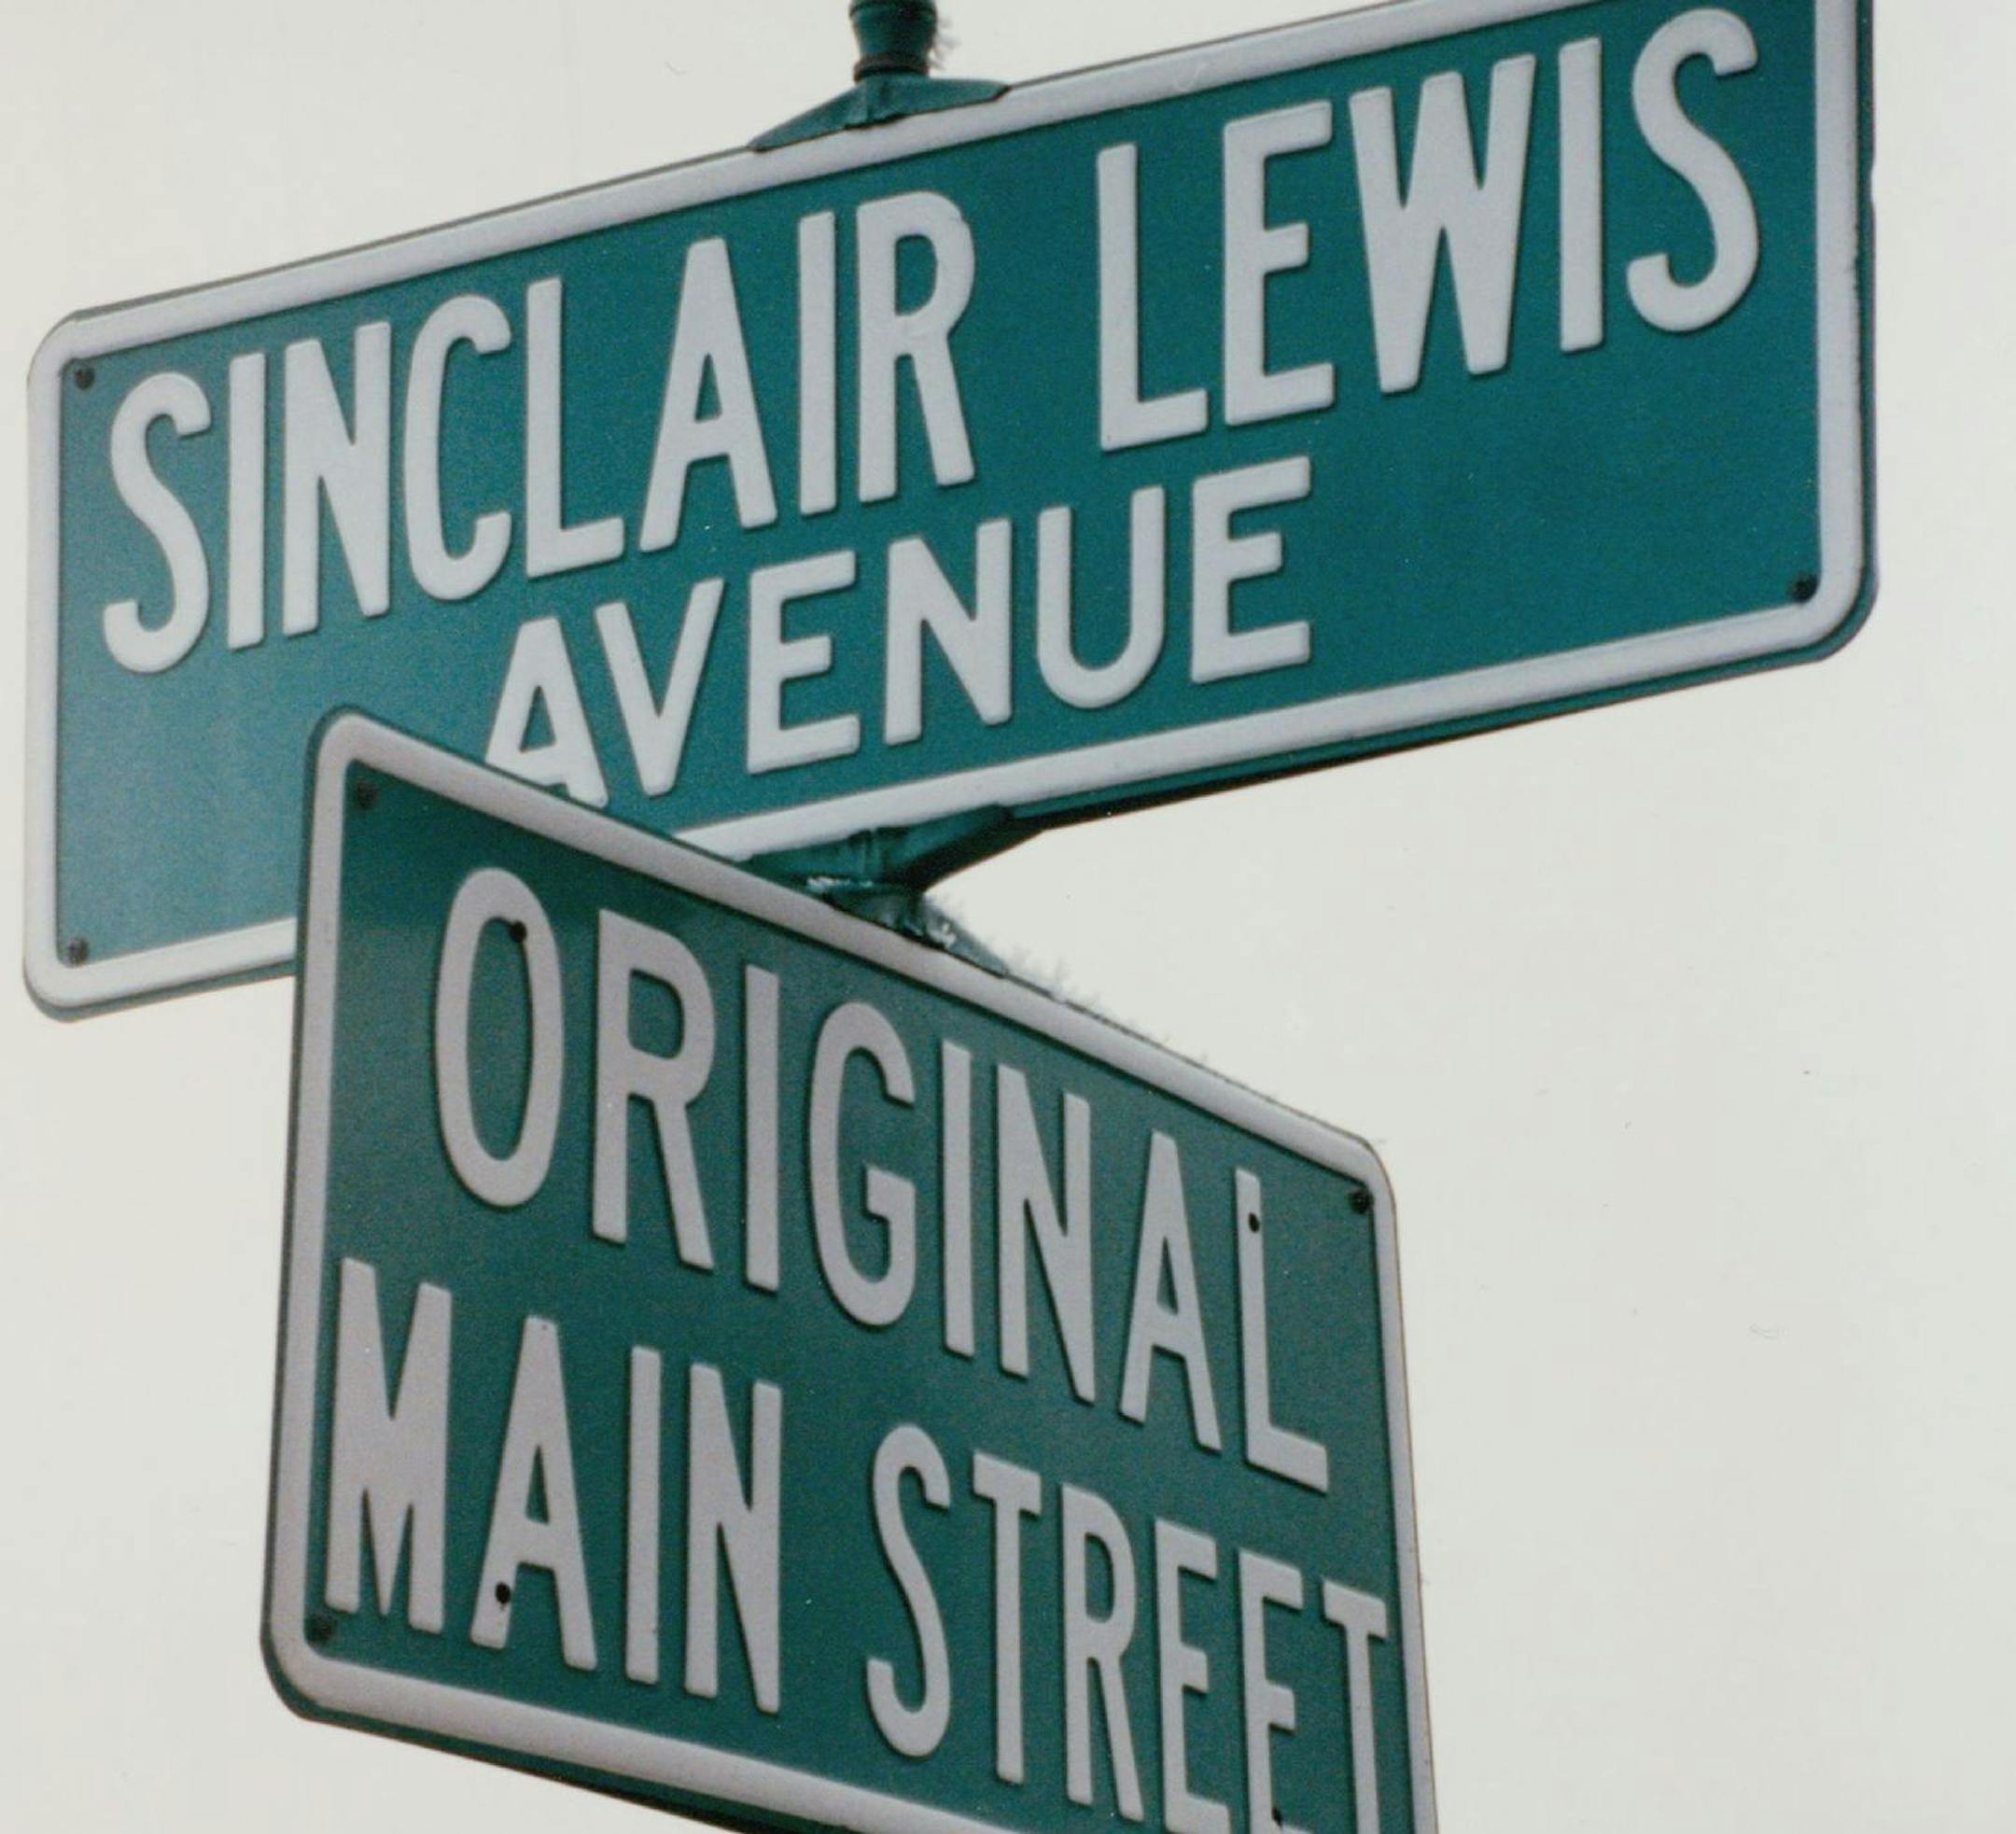 SINCLAIR LEWIS
AVENUE
ORIGINAL
MAIN STREET